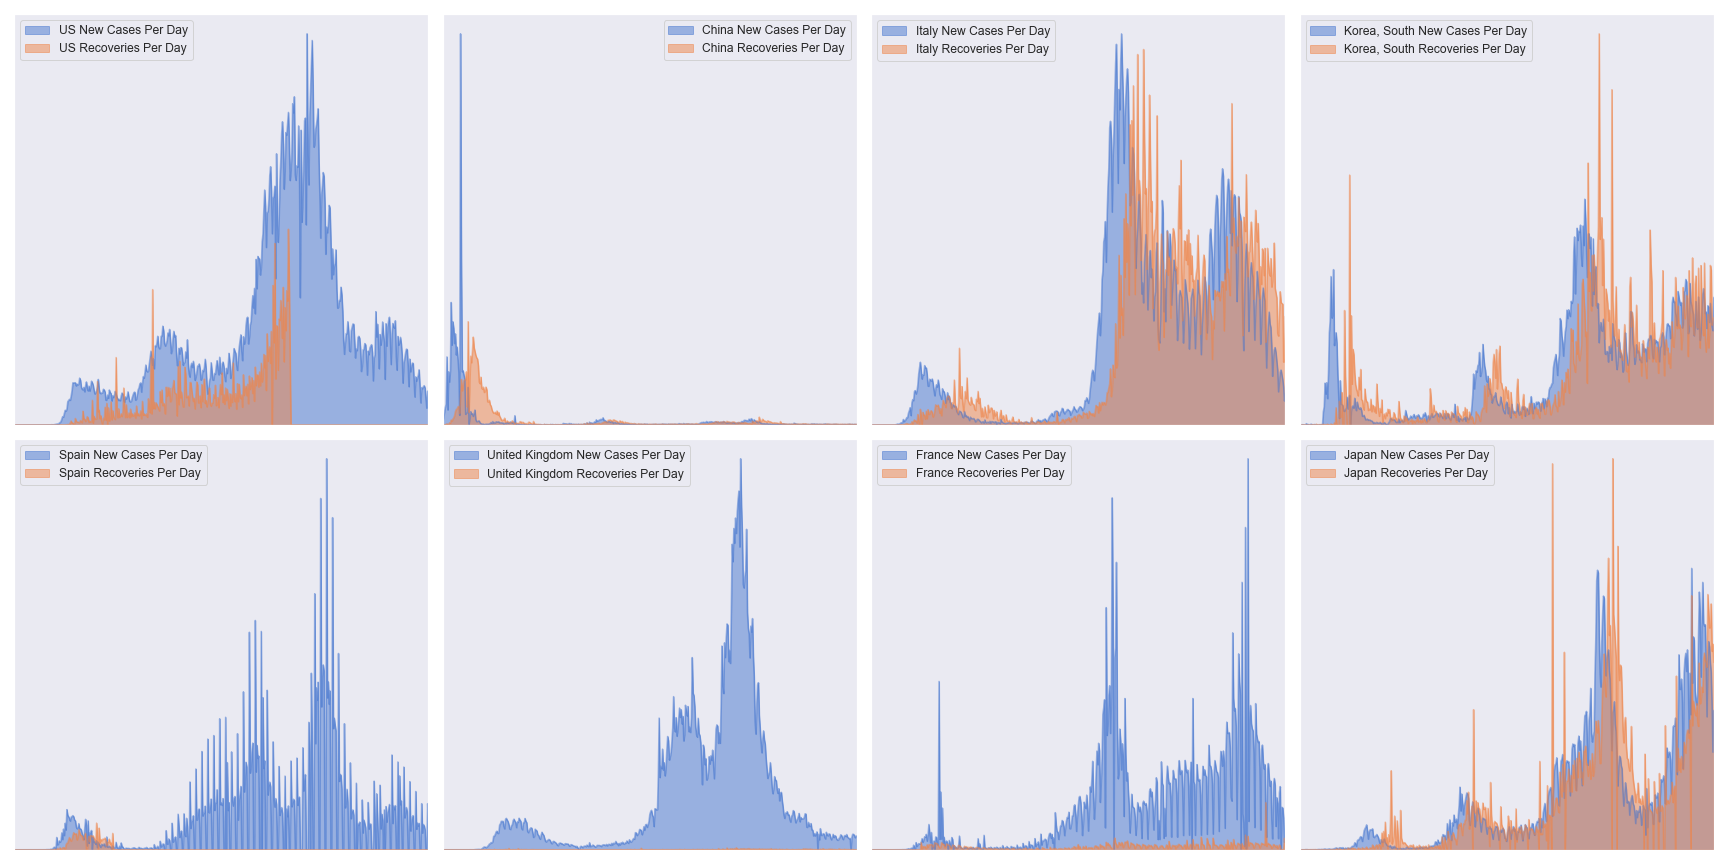 US New Cases Per Day
US Recoveries Per Day
China New Cases Per Day
China Recoveries Per Day
Italy New Cases Per Day
Italy Recoveries Per Day
Korea, South New Cases Per Day
Korea, South Recoveries Per Day
Spain New Cases Per Day
Spain Recoveries Per Day
United Kingdom New Cases Per Day
United Kingdom Recoveries Per Day
France New Cases Per Day
France Recoveries Per Day
Japan New Cases Per Day
Japan Recoveries Per Day